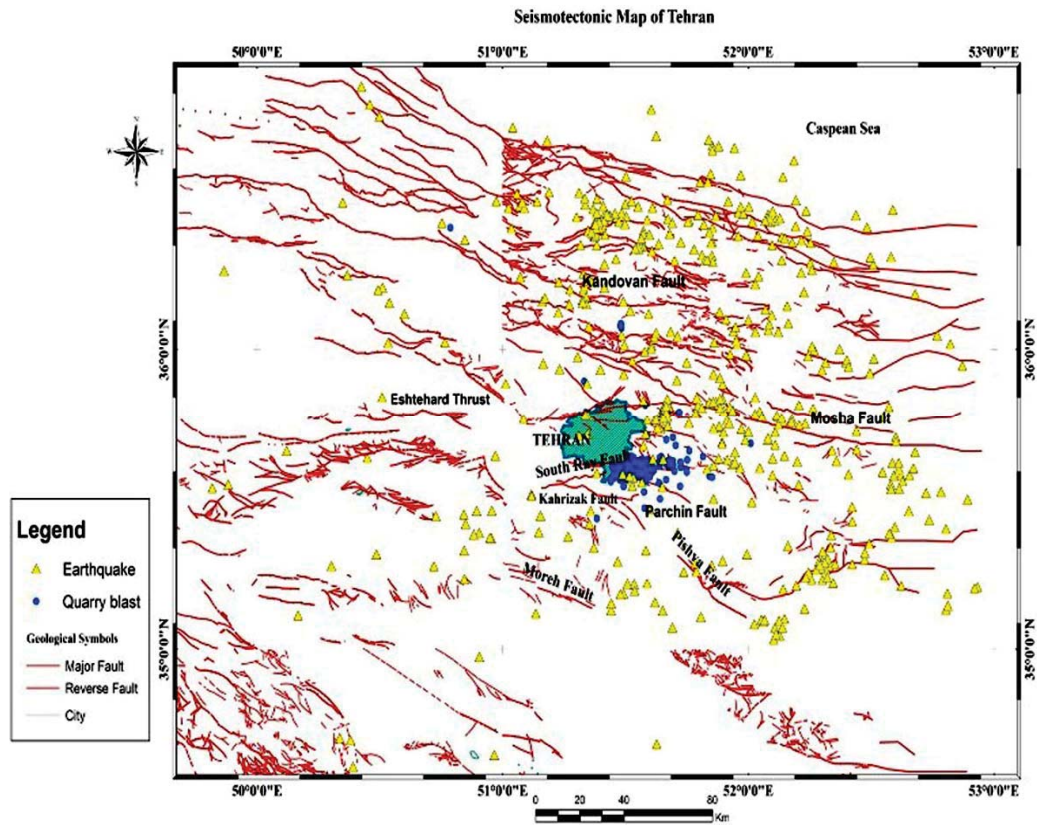 Seismotectonic Map of Tehran
50°0'0"E
51°0'0"E
52°0'0"E
53°0'0"E
N
Caspean Sea
Kandovan Fault
36°0'0"N
36°0'0"N
Eshtehard Thrust
Mosha Fault
TEHRAN
South Ray Fault
Kahrizak Fault
Parchin Fault
Pishva Fault
Moreh Fault
35°0'0"N
35°0'0"N
Legend
Earthquake
Quarry blast
Geological Symbols
Major Fault
Reverse Fault
City
50°0'0"E
51°0'0"E
52°0'0"E
53°0'0"E
0 20 40 80
Km